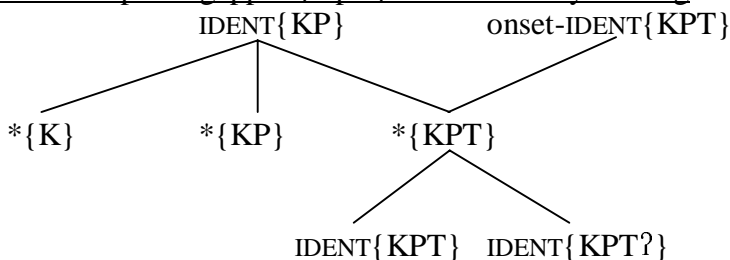 IDENT{KP} onset-IDENT{KPT}
*{K} *{KP} *{KPT}
IDENT{KPT} IDENT{KPTʔ}